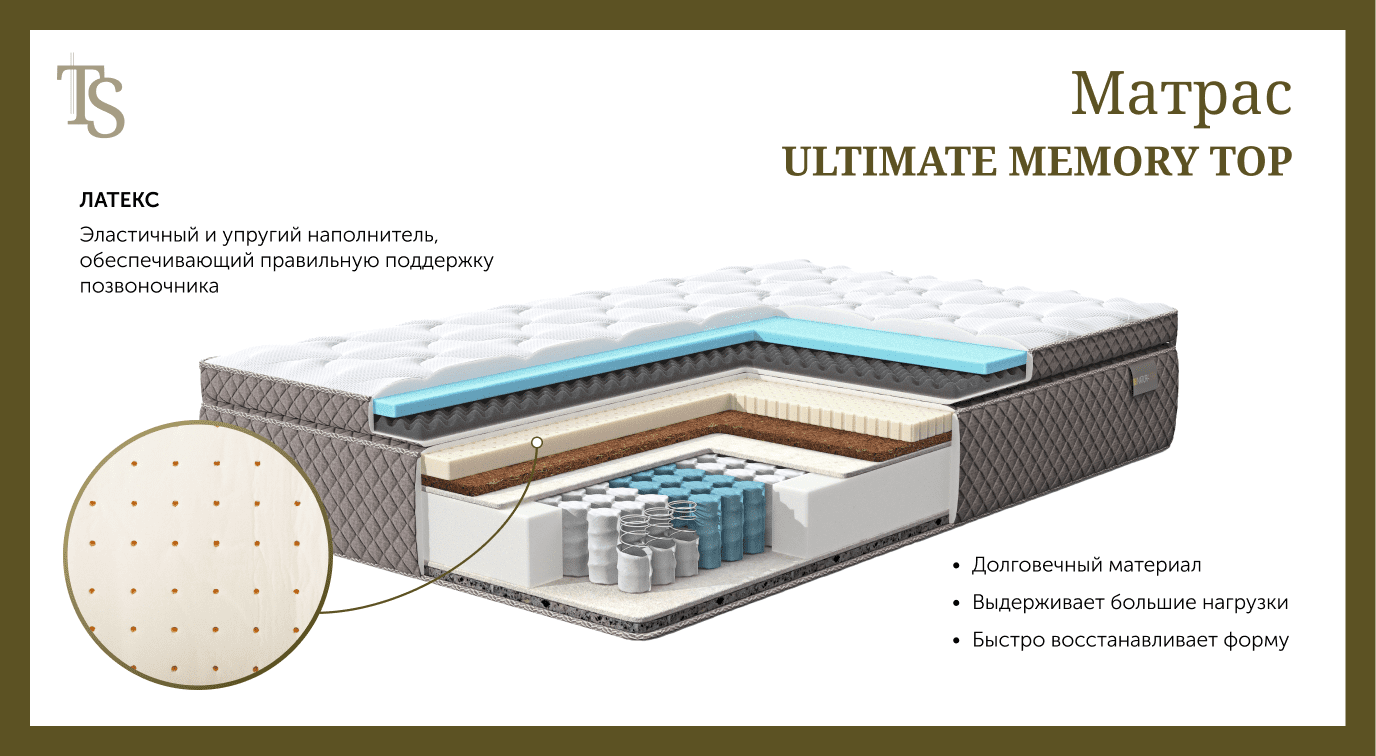 TS
Матрас
ULTIMATE MEMORY TOP
ЛАТЕКС
Эластичный и упругий наполнитель,
обеспечивающий правильную поддержку
позвоночника
• Долговечный материал
• Выдерживает большие нагрузки
• Быстро восстанавливает форму